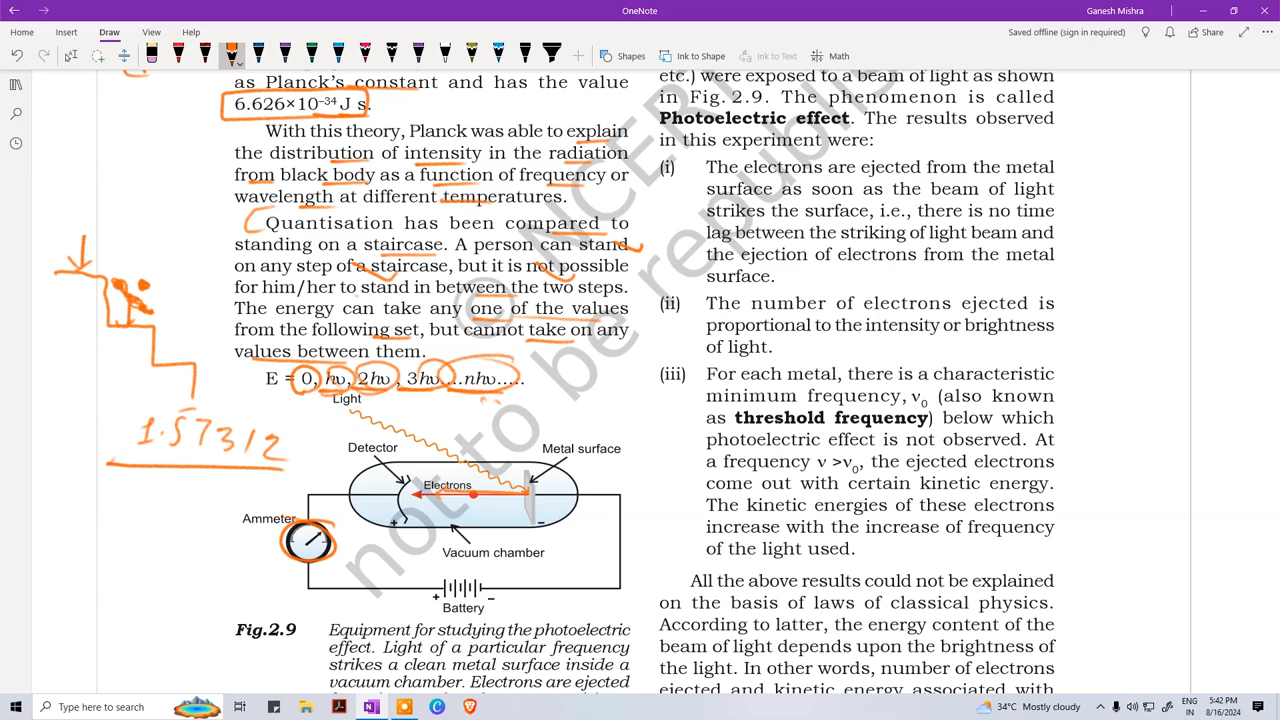 OneNote
Ganesh Mishra
Home Insert Draw View Help
Saved offline (sign in required) Share
Shapes Ink to Shape Ink to Text Math
as Planck's constant and has the value
6.626×10⁻³⁴ J s.
With this theory, Planck was able to explain
the distribution of intensity in the radiation
from black body as a function of frequency or
wavelength at different temperatures.
Quantisation has been compared to
standing on a staircase. A person can stand
on any step of a staircase, but it is not possible
for him/her to stand in between the two steps.
The energy can take any one of the values
from the following set, but cannot take on any
values between them.
E = 0, hυ, 2hυ, 3hυ....nhυ.....
1.57312
Light
Detector
Metal surface
Electrons
Ammeter
+
−
Vacuum chamber
+ −
Battery
Fig.2.9 Equipment for studying the photoelectric
effect. Light of a particular frequency
strikes a clean metal surface inside a
vacuum chamber. Electrons are ejected
etc.) were exposed to a beam of light as shown
in Fig. 2.9. The phenomenon is called
Photoelectric effect. The results observed
in this experiment were:
(i) The electrons are ejected from the metal
surface as soon as the beam of light
strikes the surface, i.e., there is no time
lag between the striking of light beam and
the ejection of electrons from the metal
surface.
(ii) The number of electrons ejected is
proportional to the intensity or brightness
of light.
(iii) For each metal, there is a characteristic
minimum frequency, ν₀ (also known
as threshold frequency) below which
photoelectric effect is not observed. At
a frequency ν >ν₀, the ejected electrons
come out with certain kinetic energy.
The kinetic energies of these electrons
increase with the increase of frequency
of the light used.
All the above results could not be explained
on the basis of laws of classical physics.
According to latter, the energy content of the
beam of light depends upon the brightness of
the light. In other words, number of electrons
ejected and kinetic energy associated with
© NCERT
not to be republis
Type here to search
34°C Mostly cloudy
ENG
IN
5:42 PM
8/16/2024